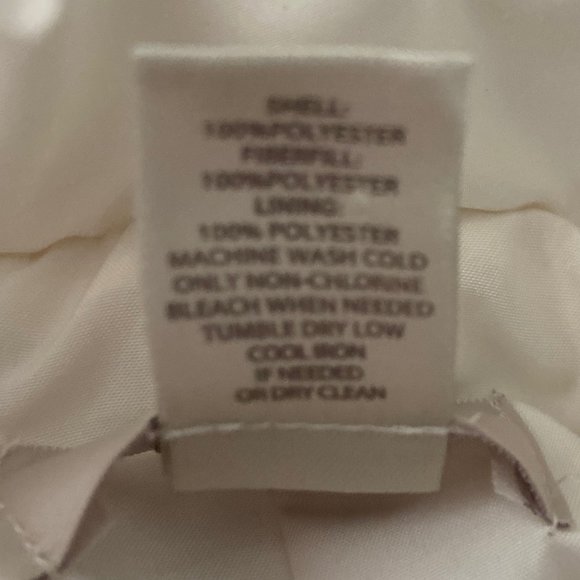 SHELL:
100%POLYESTER
FIBERFILL:
100%POLYESTER
LINING:
100% POLYESTER
MACHINE WASH COLD
ONLY NON-CHLORINE
BLEACH WHEN NEEDED
TUMBLE DRY LOW
COOL IRON
IF NEEDED
OR DRY CLEAN